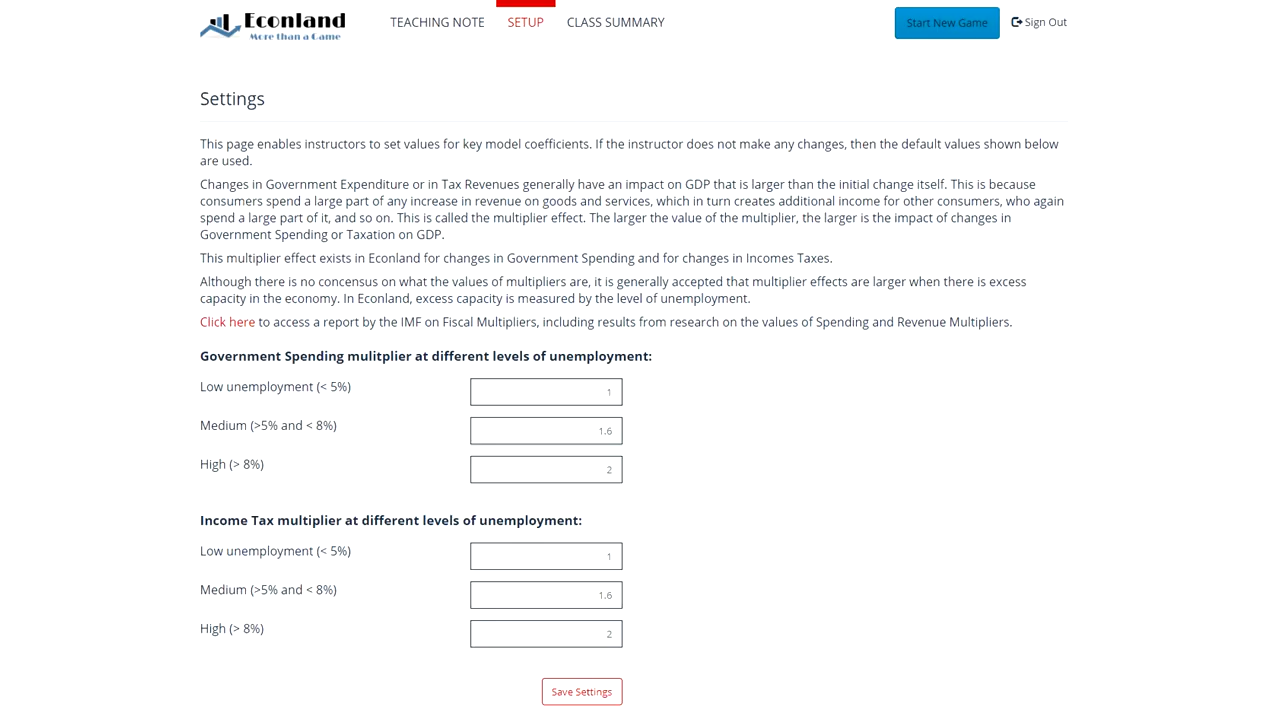 Econland
More than a Game
TEACHING NOTE
SETUP
CLASS SUMMARY
Start New Game
Sign Out
Settings
This page enables instructors to set values for key model coefficients. If the instructor does not make any changes, then the default values shown below
are used.
Changes in Government Expenditure or in Tax Revenues generally have an impact on GDP that is larger than the initial change itself. This is because
consumers spend a large part of any increase in revenue on goods and services, which in turn creates additional income for other consumers, who again
spend a large part of it, and so on. This is called the multiplier effect. The larger the value of the multiplier, the larger is the impact of changes in
Government Spending or Taxation on GDP.
This multiplier effect exists in Econland for changes in Government Spending and for changes in Incomes Taxes.
Although there is no concensus on what the values of multipliers are, it is generally accepted that multiplier effects are larger when there is excess
capacity in the economy. In Econland, excess capacity is measured by the level of unemployment.
Click here to access a report by the IMF on Fiscal Multipliers, including results from research on the values of Spending and Revenue Multipliers.
Government Spending mulitplier at different levels of unemployment:
Low unemployment (< 5%) 1
Medium (>5% and < 8%) 1.6
High (> 8%) 2
Income Tax multiplier at different levels of unemployment:
Low unemployment (< 5%) 1
Medium (>5% and < 8%) 1.6
High (> 8%) 2
Save Settings